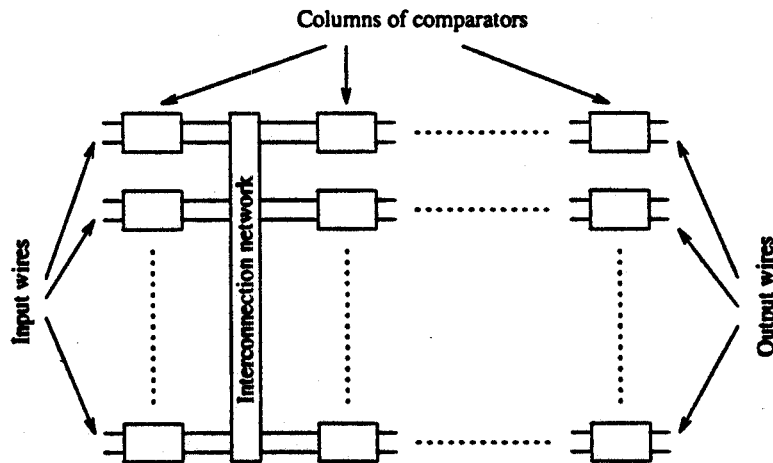 Columns of comparators
Input wires
Interconnection network
Output wires